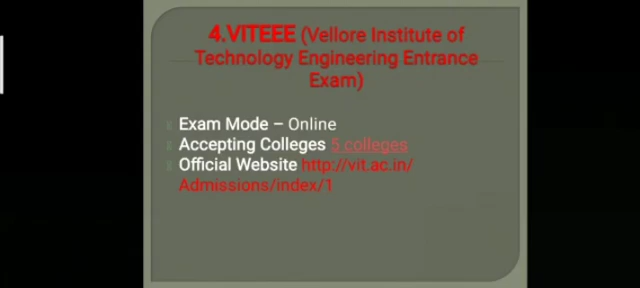 4.VITEEE (Vellore Institute of
Technology Engineering Entrance
Exam)
Exam Mode – Online
Accepting Colleges 5 colleges
Official Website http://vit.ac.in/
Admissions/index/1